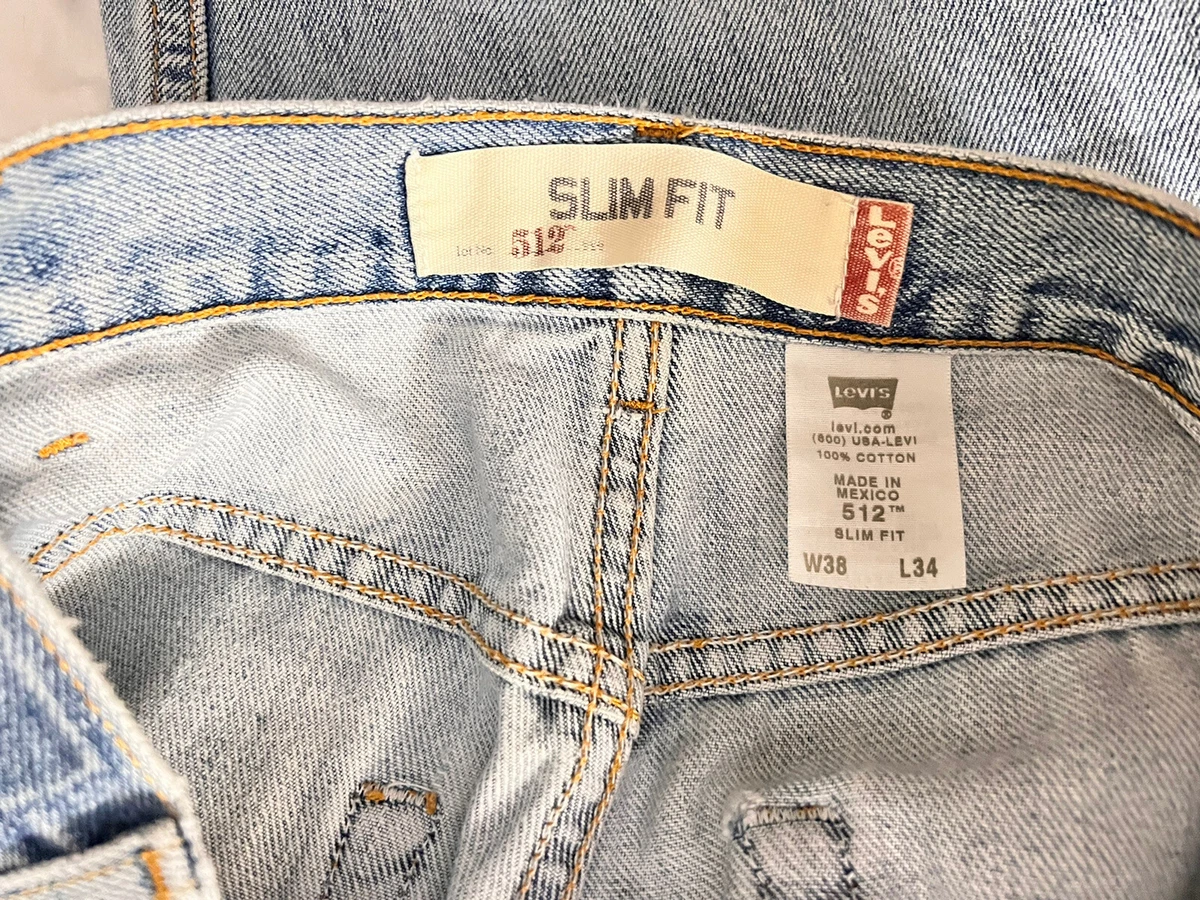 SLIM FIT
lot No. 512™
Levi's®
LEVI'S
®
levi.com
(800) USA-LEVI
100% COTTON
MADE IN
MEXICO
512™
SLIM FIT
W38 L34